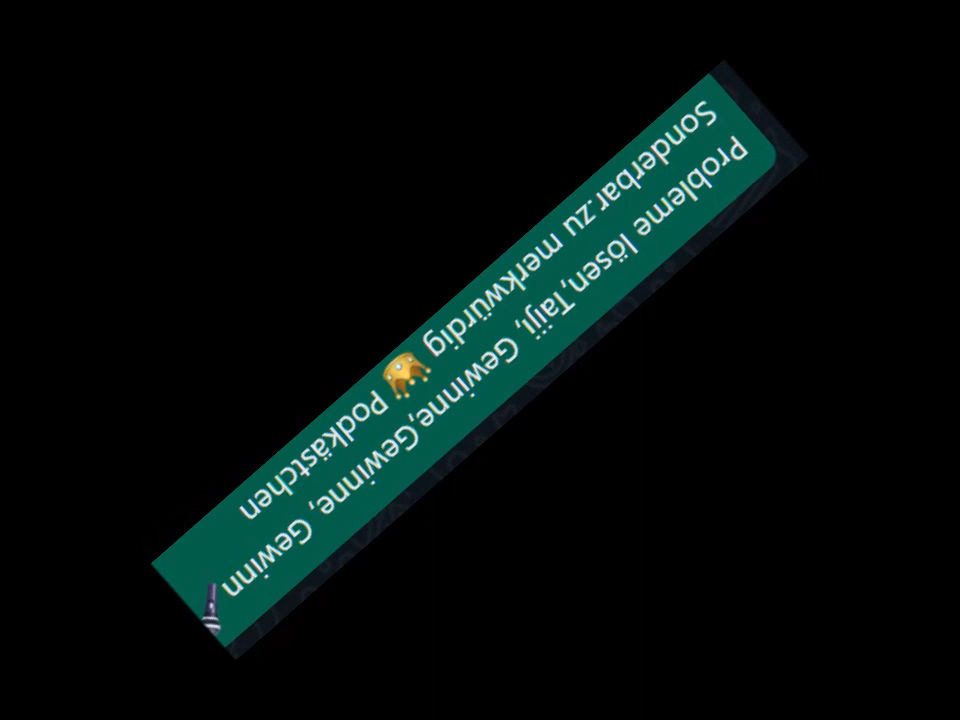 Probleme lösen,Taiji, Gewinne,Gewinne, Gewinn
Sonderbar.zu merkwürdig 👑 Podkästchen